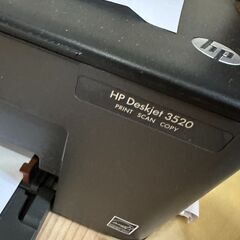 hp
HP Deskjet 3520
PRINT SCAN COPY